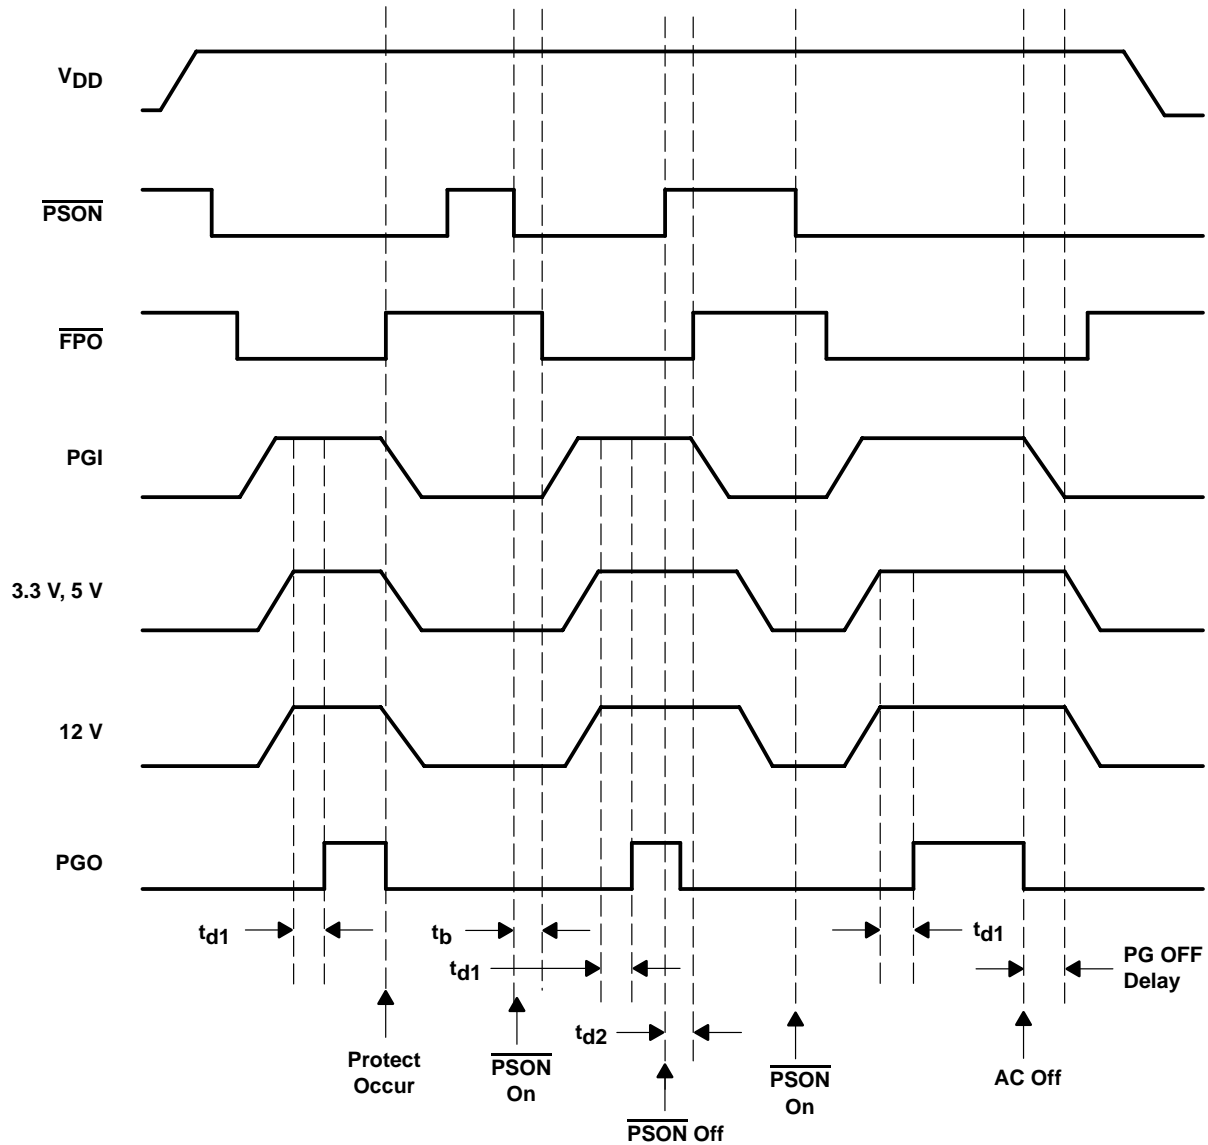 VDD
PSON
FPO
PGI
3.3 V, 5 V
12 V
PGO
td1
tb
td1
td1
PG OFF
Delay
td2
Protect
Occur
PSON
On
PSON Off
PSON
On
AC Off